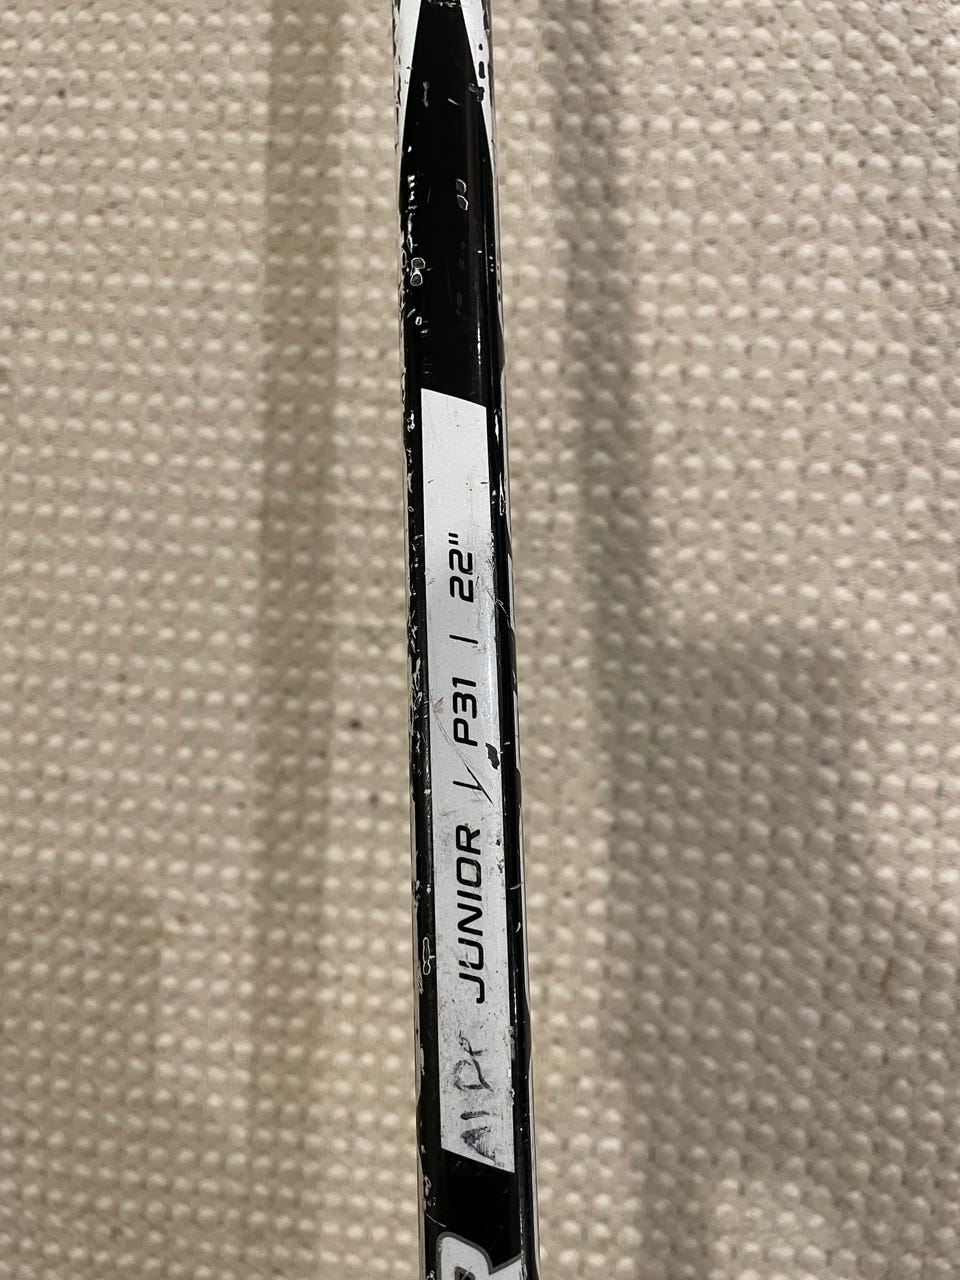 JUNIOR | P31 | 22"